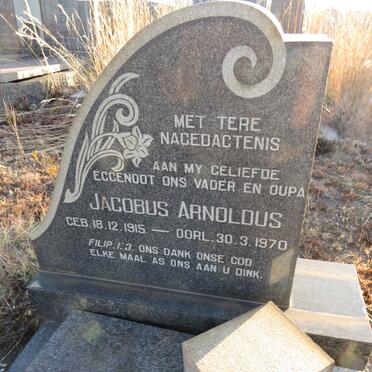 MET TERE
NAGEDAGTENIS
AAN MY GELIEFDE
EGGENOOT ONS VADER EN OUPA
JACOBUS ARNOLDUS
GEB. 18.12.1915 — OORL. 30.3.1970
FILIP. 1:3. ONS DANK ONSE GOD
ELKE MAAL AS ONS AAN U DINK.